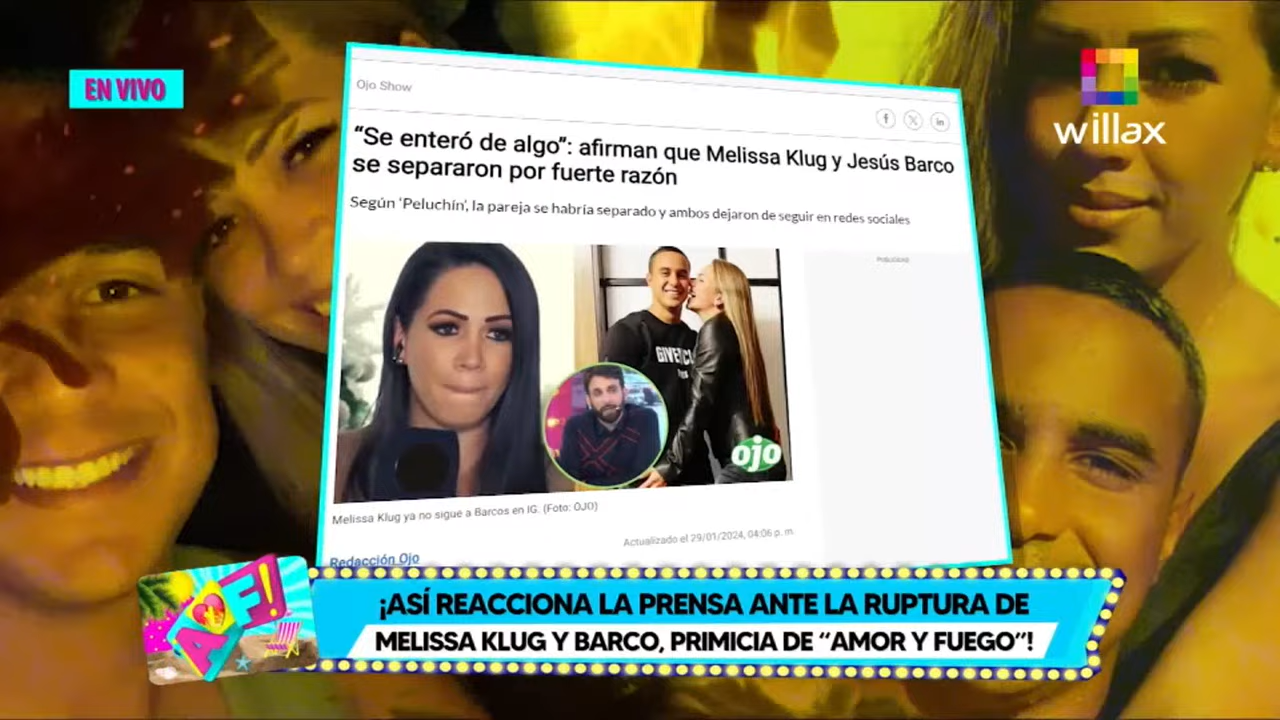 EN VIVO
willax
Ojo Show
“Se enteró de algo”: afirman que Melissa Klug y Jesús Barco
se separaron por fuerte razón
Según ‘Peluchín’, la pareja se habría separado y ambos dejaron de seguir en redes sociales
PUBLICIDAD
GIVENC
ojo
Melissa Klug ya no sigue a Barcos en IG. (Foto: OJO)
Actualizado el 29/01/2024, 04:06 p. m.
Redacción Ojo
AF!
¡ASÍ REACCIONA LA PRENSA ANTE LA RUPTURA DE
MELISSA KLUG Y BARCO, PRIMICIA DE “AMOR Y FUEGO”!